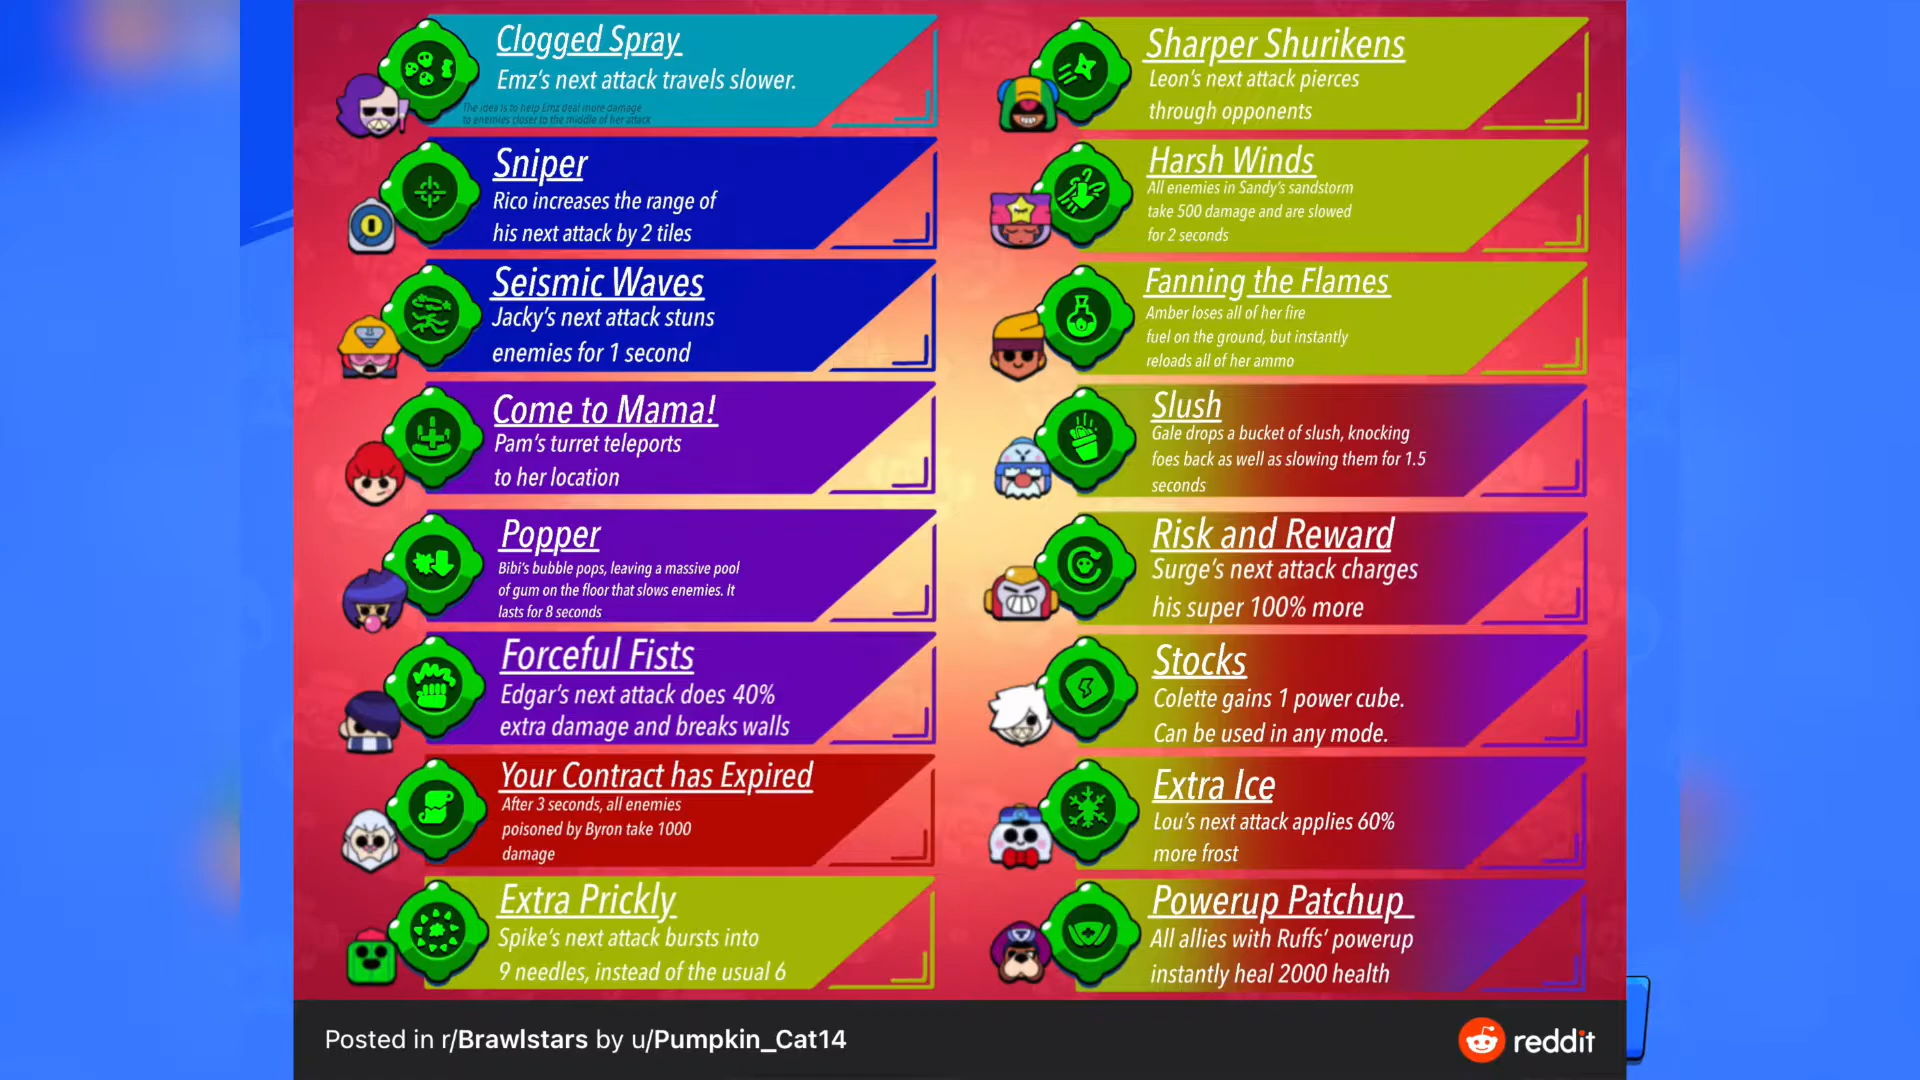 Clogged Spray
Emz's next attack travels slower.
The idea is to help Emz deal more damage
to enemies closer to the middle of her attack
Sniper
Rico increases the range of
his next attack by 2 tiles
Seismic Waves
Jacky's next attack stuns
enemies for 1 second
Come to Mama!
Pam's turret teleports
to her location
Popper
Bibi's bubble pops, leaving a massive pool
of gum on the floor that slows enemies. It
lasts for 8 seconds
Forceful Fists
Edgar's next attack does 40%
extra damage and breaks walls
Your Contract has Expired
After 3 seconds, all enemies
poisoned by Byron take 1000
damage
Extra Prickly
Spike's next attack bursts into
9 needles, instead of the usual 6
Sharper Shurikens
Leon's next attack pierces
through opponents
Harsh Winds
All enemies in Sandy's sandstorm
take 500 damage and are slowed
for 2 seconds
Fanning the Flames
Amber loses all of her fire
fuel on the ground, but instantly
reloads all of her ammo
Slush
Gale drops a bucket of slush, knocking
foes back as well as slowing them for 1.5
seconds
Risk and Reward
Surge's next attack charges
his super 100% more
Stocks
Colette gains 1 power cube.
Can be used in any mode.
Extra Ice
Lou's next attack applies 60%
more frost
Powerup Patchup
All allies with Ruffs' powerup
instantly heal 2000 health
Posted in r/Brawlstars by u/Pumpkin_Cat14
reddit